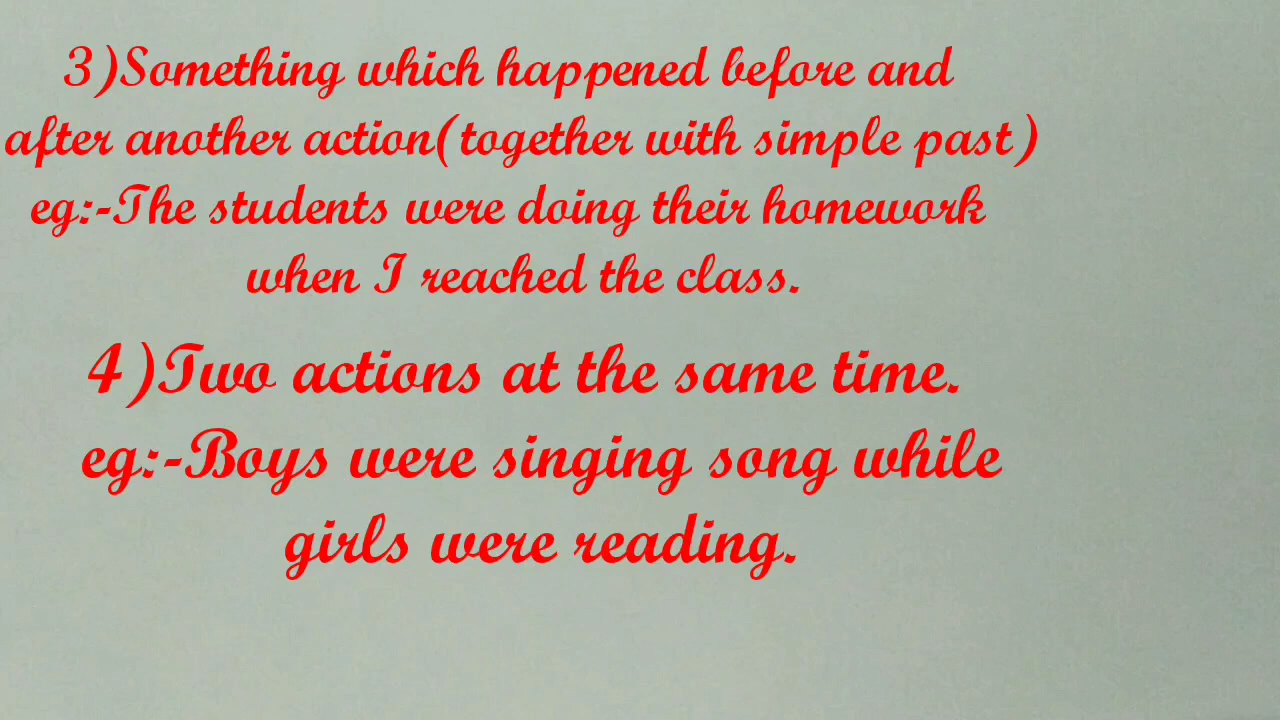 3)Something which happened before and
after another action(together with simple past)
eg:-The students were doing their homework
when I reached the class.
4)Two actions at the same time.
eg:-Boys were singing song while
girls were reading.